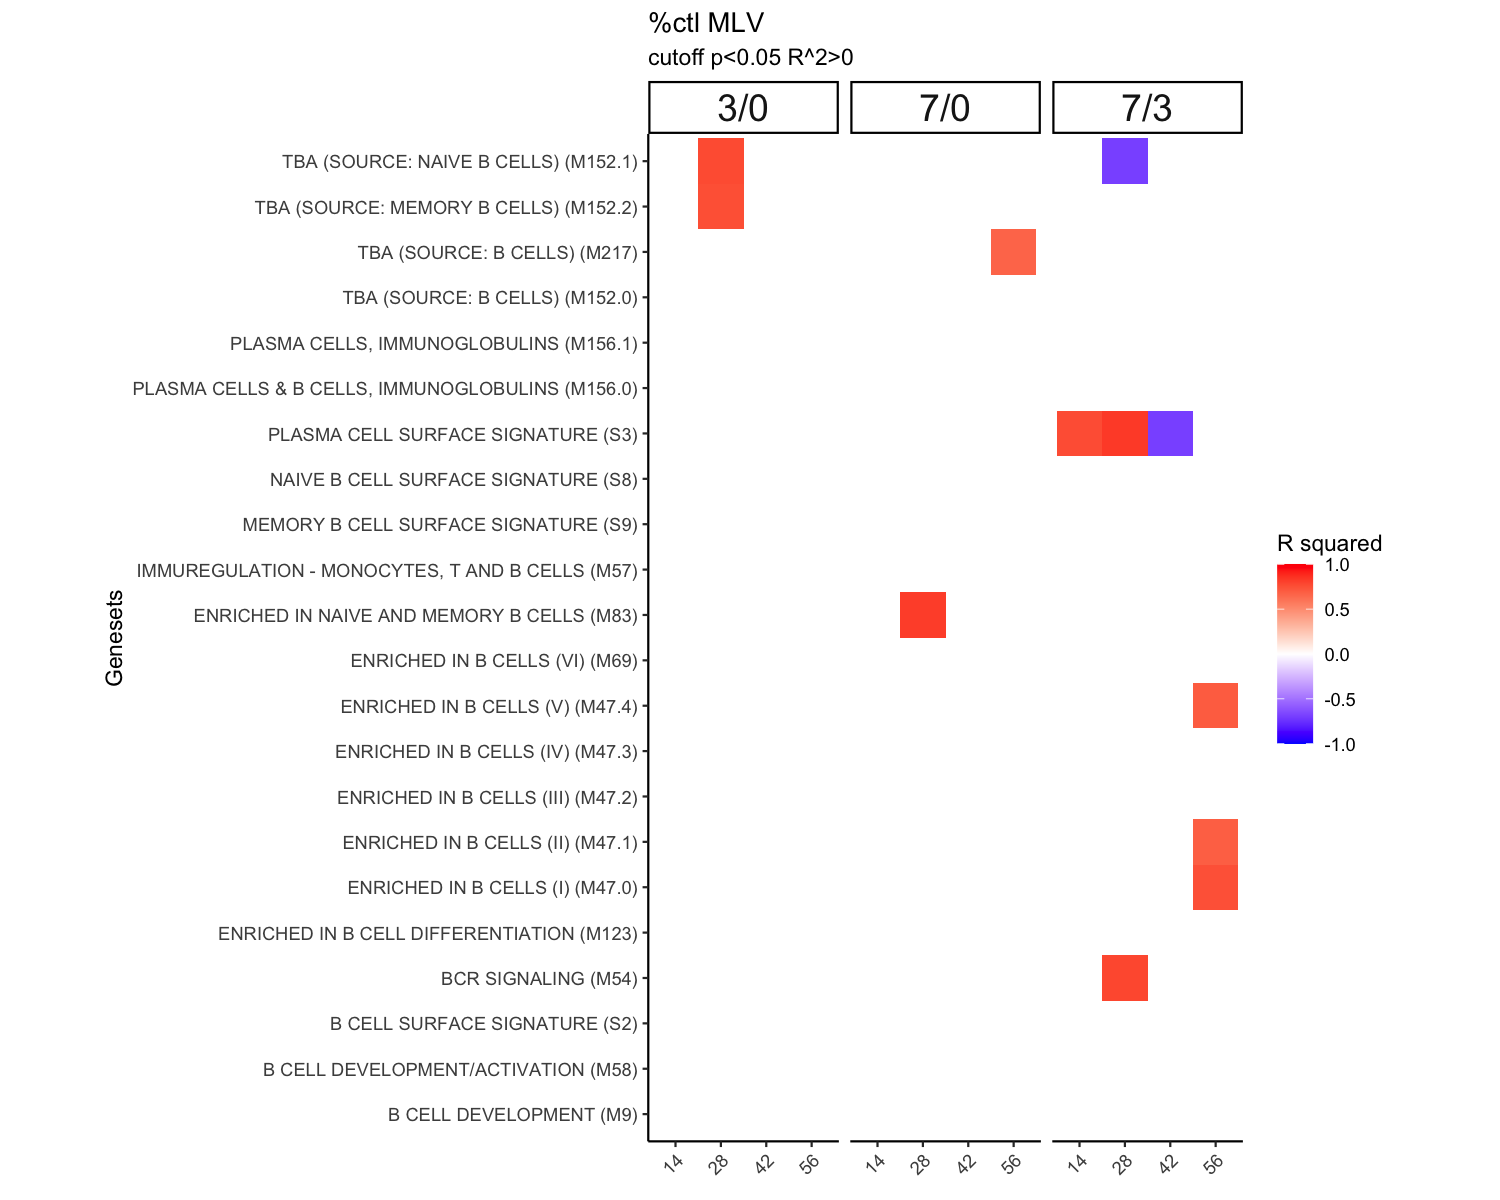 %ctl MLV
cutoff p<0.05 R^2>0
3/0 7/0 7/3
TBA (SOURCE: NAIVE B CELLS) (M152.1)
TBA (SOURCE: MEMORY B CELLS) (M152.2)
TBA (SOURCE: B CELLS) (M217)
TBA (SOURCE: B CELLS) (M152.0)
PLASMA CELLS, IMMUNOGLOBULINS (M156.1)
PLASMA CELLS & B CELLS, IMMUNOGLOBULINS (M156.0)
PLASMA CELL SURFACE SIGNATURE (S3)
NAIVE B CELL SURFACE SIGNATURE (S8)
MEMORY B CELL SURFACE SIGNATURE (S9)
IMMUREGULATION - MONOCYTES, T AND B CELLS (M57)
ENRICHED IN NAIVE AND MEMORY B CELLS (M83)
ENRICHED IN B CELLS (VI) (M69)
ENRICHED IN B CELLS (V) (M47.4)
ENRICHED IN B CELLS (IV) (M47.3)
ENRICHED IN B CELLS (III) (M47.2)
ENRICHED IN B CELLS (II) (M47.1)
ENRICHED IN B CELLS (I) (M47.0)
ENRICHED IN B CELL DIFFERENTIATION (M123)
BCR SIGNALING (M54)
B CELL SURFACE SIGNATURE (S2)
B CELL DEVELOPMENT/ACTIVATION (M58)
B CELL DEVELOPMENT (M9)
Genesets
14 28 42 56 14 28 42 56 14 28 42 56
R squared
1.0
0.5
0.0
-0.5
-1.0